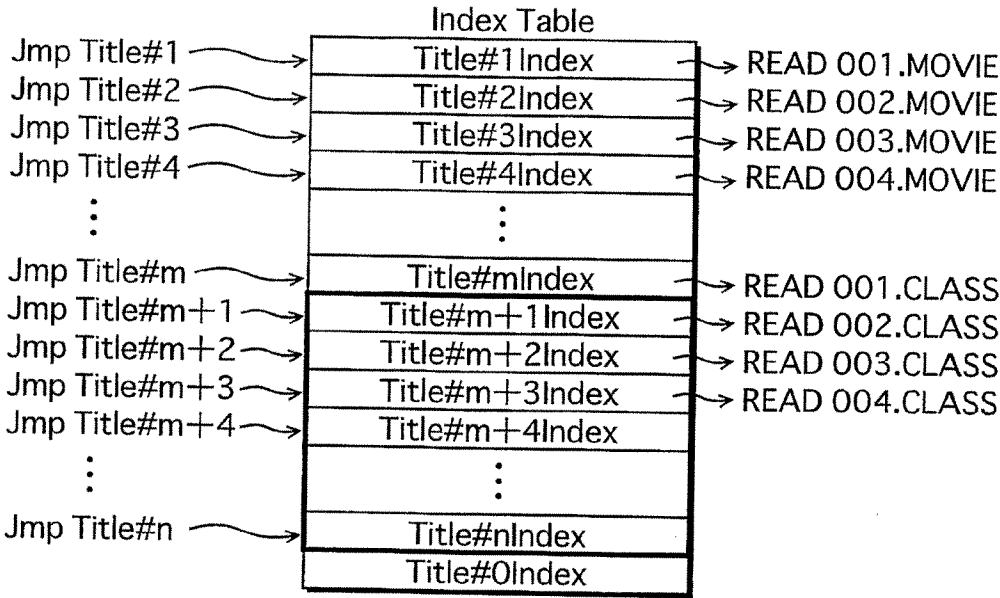 Index Table
Jmp Title#1 Title#1Index READ 001.MOVIE
Jmp Title#2 Title#2Index READ 002.MOVIE
Jmp Title#3 Title#3Index READ 003.MOVIE
Jmp Title#4 Title#4Index READ 004.MOVIE
Jmp Title#m Title#mIndex READ 001.CLASS
Jmp Title#m+1 Title#m+1Index READ 002.CLASS
Jmp Title#m+2 Title#m+2Index READ 003.CLASS
Jmp Title#m+3 Title#m+3Index READ 004.CLASS
Jmp Title#m+4 Title#m+4Index
Jmp Title#n Title#nIndex
Title#0Index